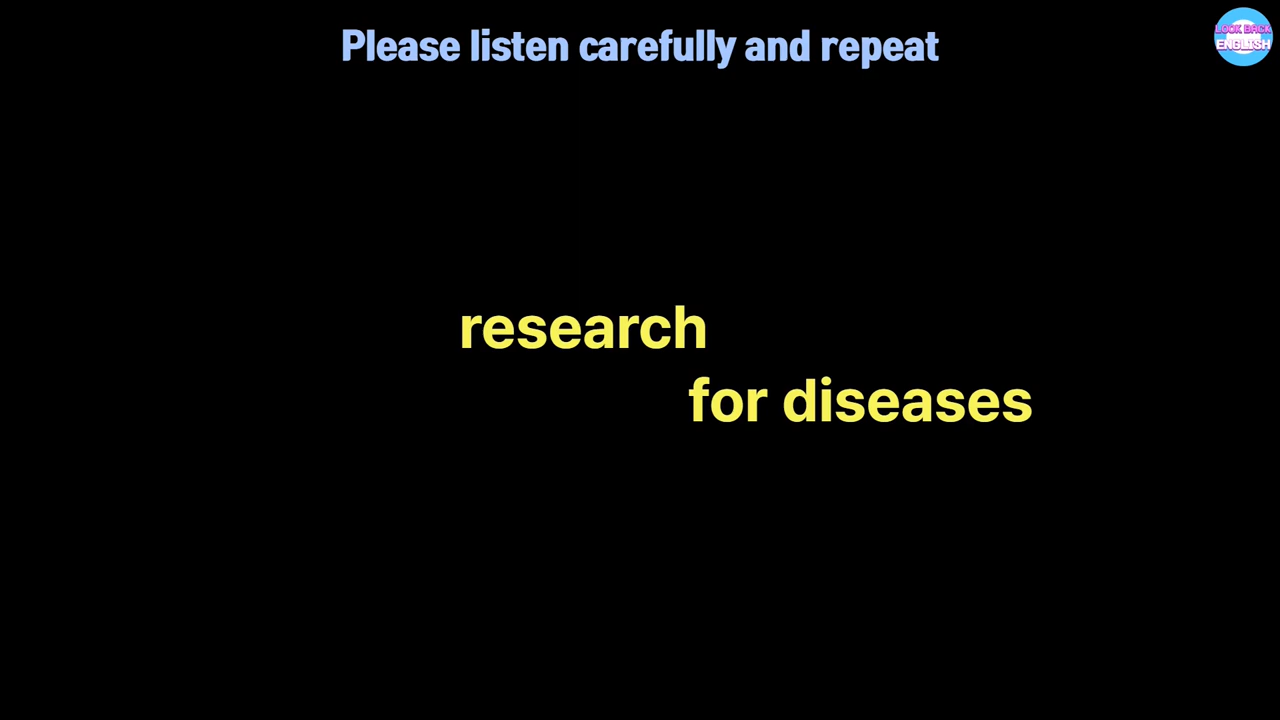 Please listen carefully and repeat
LOOK BACK
ENGLISH
research
for diseases